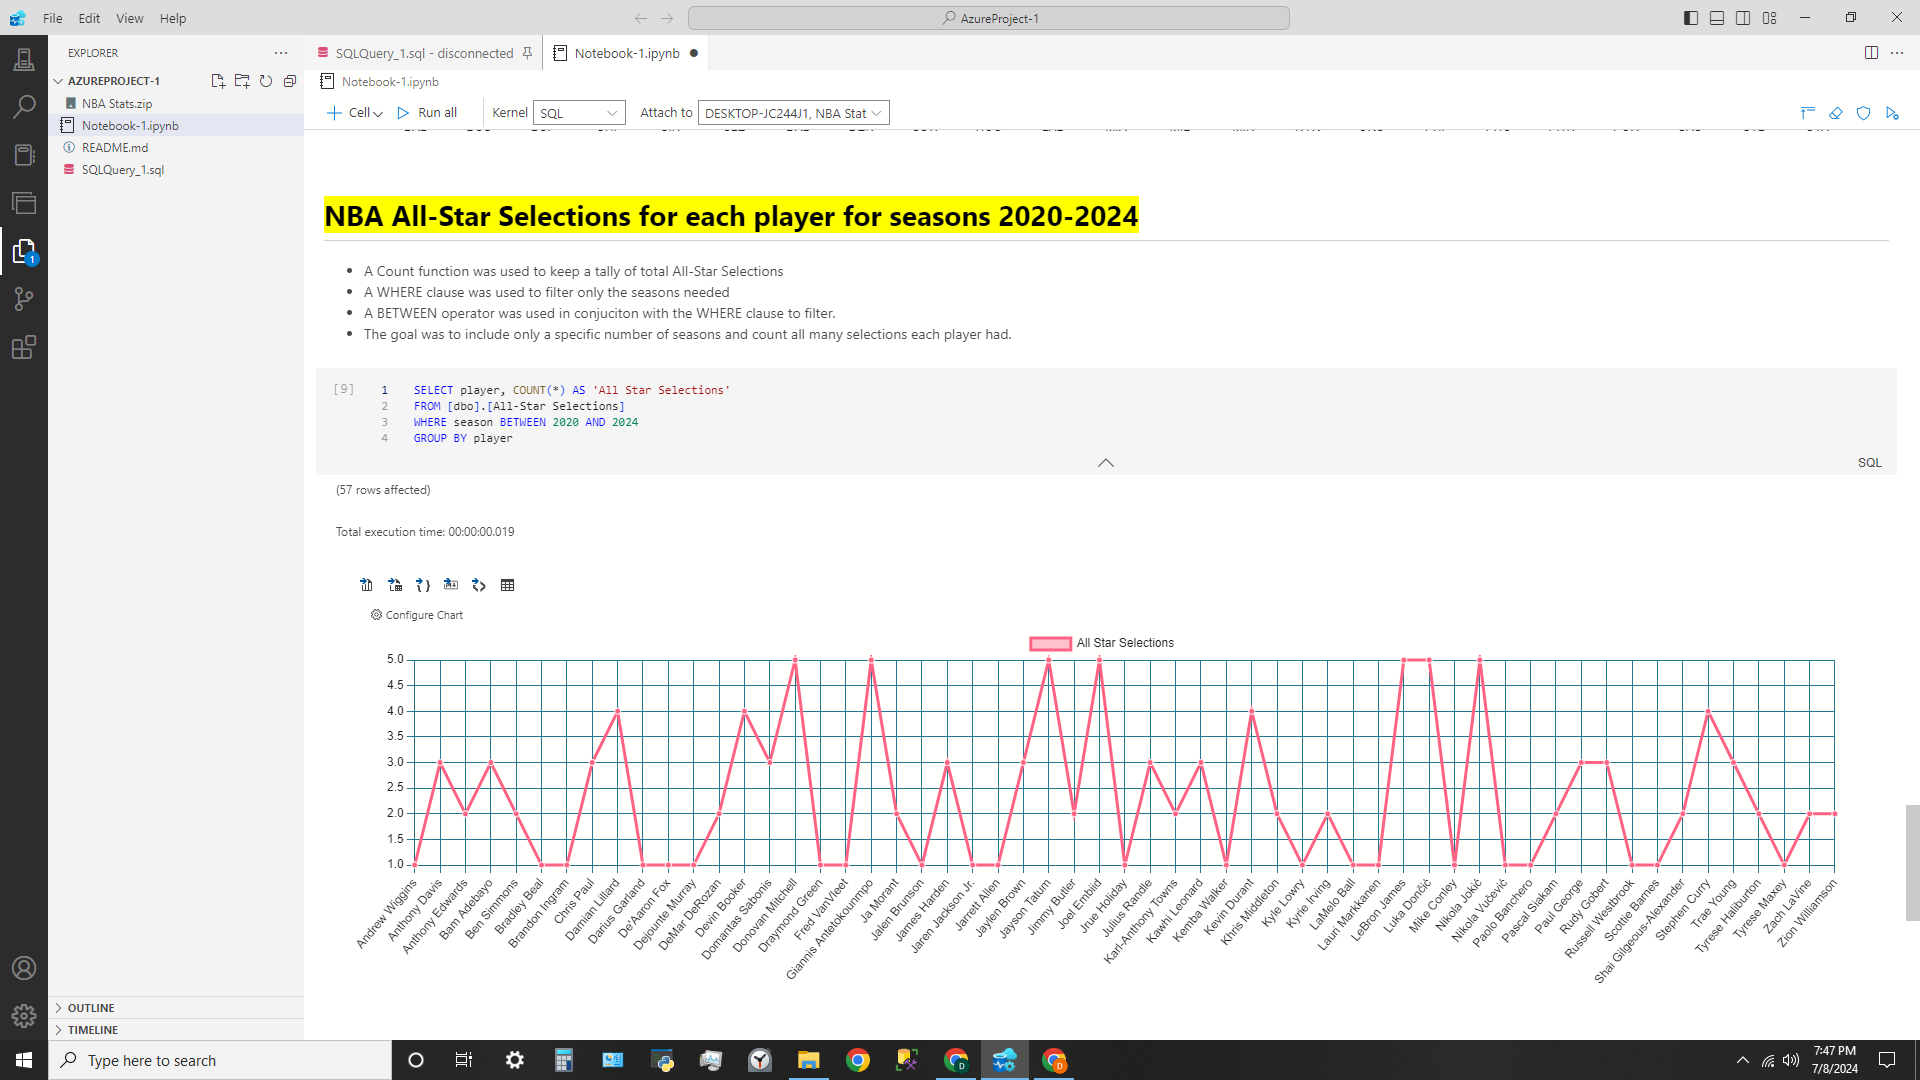 File Edit View Help
AzureProject-1
EXPLORER
AZUREPROJECT-1
NBA Stats.zip
Notebook-1.ipynb
README.md
SQLQuery_1.sql
OUTLINE
TIMELINE
1
SQLQuery_1.sql - disconnected
Notebook-1.ipynb
Notebook-1.ipynb
Cell
Run all
Kernel SQL
Attach to DESKTOP-JC244J1, NBA Stat
NBA All-Star Selections for each player for seasons 2020-2024
• A Count function was used to keep a tally of total All-Star Selections
• A WHERE clause was used to filter only the seasons needed
• A BETWEEN operator was used in conjuciton with the WHERE clause to filter.
• The goal was to include only a specific number of seasons and count all many selections each player had.
[9]
1 SELECT player, COUNT(*) AS 'All Star Selections'
2 FROM [dbo].[All-Star Selections]
3 WHERE season BETWEEN 2020 AND 2024
4 GROUP BY player
SQL
(57 rows affected)
Total execution time: 00:00:00.019
Configure Chart
All Star Selections
5.0
4.5
4.0
3.5
3.0
2.5
2.0
1.5
1.0
Andrew Wiggins
Anthony Davis
Anthony Edwards
Bam Adebayo
Ben Simmons
Bradley Beal
Brandon Ingram
Chris Paul
Damian Lillard
Darius Garland
De'Aaron Fox
Dejounte Murray
DeMar DeRozan
Devin Booker
Domantas Sabonis
Donovan Mitchell
Draymond Green
Fred VanVleet
Giannis Antetokounmpo
Ja Morant
Jalen Brunson
James Harden
Jaren Jackson Jr.
Jarrett Allen
Jaylen Brown
Jayson Tatum
Jimmy Butler
Joel Embiid
Jrue Holiday
Julius Randle
Karl-Anthony Towns
Kawhi Leonard
Kemba Walker
Kevin Durant
Khris Middleton
Kyle Lowry
Kyrie Irving
LaMelo Ball
Lauri Markkanen
LeBron James
Luka Dončić
Mike Conley
Nikola Jokić
Nikola Vučević
Paolo Banchero
Pascal Siakam
Paul George
Rudy Gobert
Russell Westbrook
Scottie Barnes
Shai Gilgeous-Alexander
Stephen Curry
Trae Young
Tyrese Haliburton
Tyrese Maxey
Zach LaVine
Zion Williamson
Type here to search
D
D
7:47 PM
7/8/2024